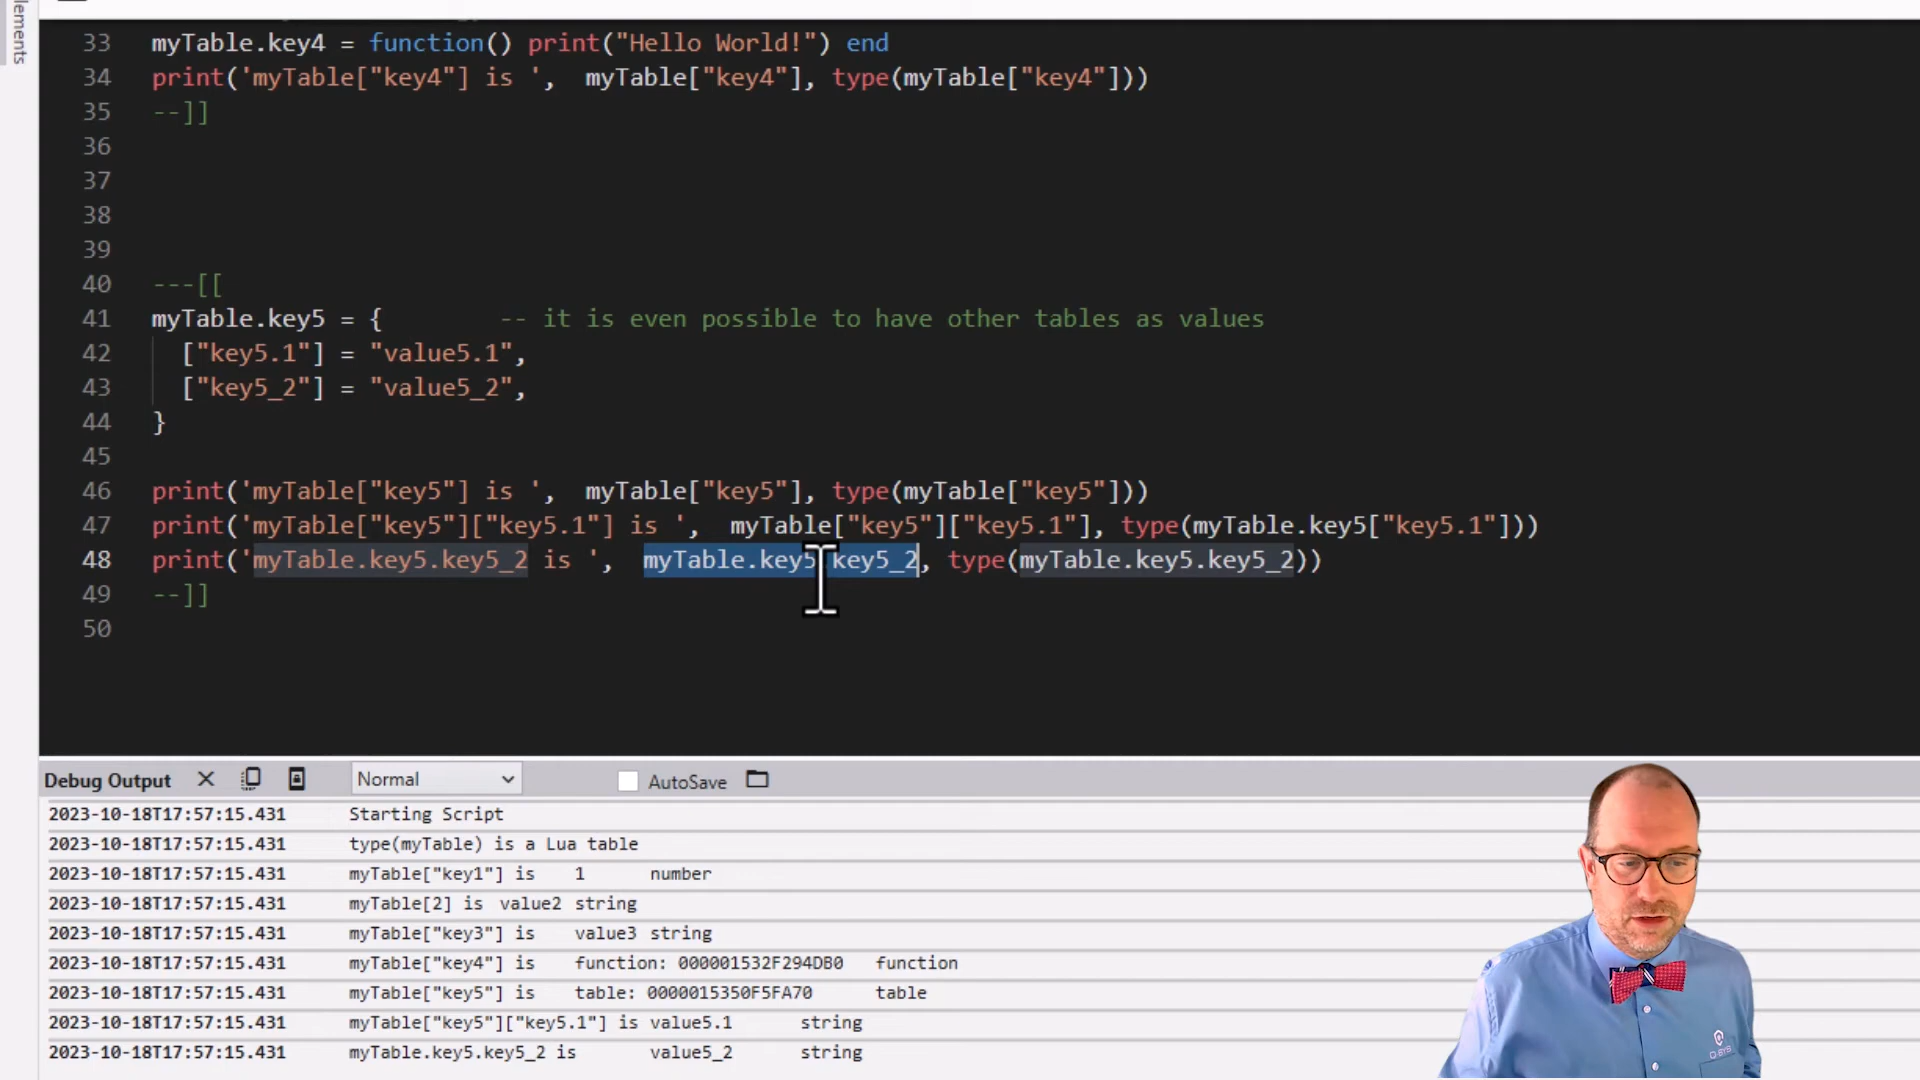 lements
33 myTable.key4 = function() print("Hello World!") end
34 print('myTable["key4"] is ',  myTable["key4"], type(myTable["key4"]))
35 --]]
36
37
38
39
40 ---[[
41 myTable.key5 = {        -- it is even possible to have other tables as values
42   ["key5.1"] = "value5.1",
43   ["key5_2"] = "value5_2",
44 }
45
46 print('myTable["key5"] is ',  myTable["key5"], type(myTable["key5"]))
47 print('myTable["key5"]["key5.1"] is ',  myTable["key5"]["key5.1"], type(myTable.key5["key5.1"]))
48 print('myTable.key5.key5_2 is ',  myTable.key5.key5_2, type(myTable.key5.key5_2))
49 --]]
50
Debug Output Normal AutoSave
2023-10-18T17:57:15.431 Starting Script
2023-10-18T17:57:15.431 type(myTable) is a Lua table
2023-10-18T17:57:15.431 myTable["key1"] is 1 number
2023-10-18T17:57:15.431 myTable[2] is value2 string
2023-10-18T17:57:15.431 myTable["key3"] is value3 string
2023-10-18T17:57:15.431 myTable["key4"] is function: 000001532F294DB0 function
2023-10-18T17:57:15.431 myTable["key5"] is table: 0000015350F5FA70 table
2023-10-18T17:57:15.431 myTable["key5"]["key5.1"] is value5.1 string
2023-10-18T17:57:15.431 myTable.key5.key5_2 is value5_2 string
Q-SYS